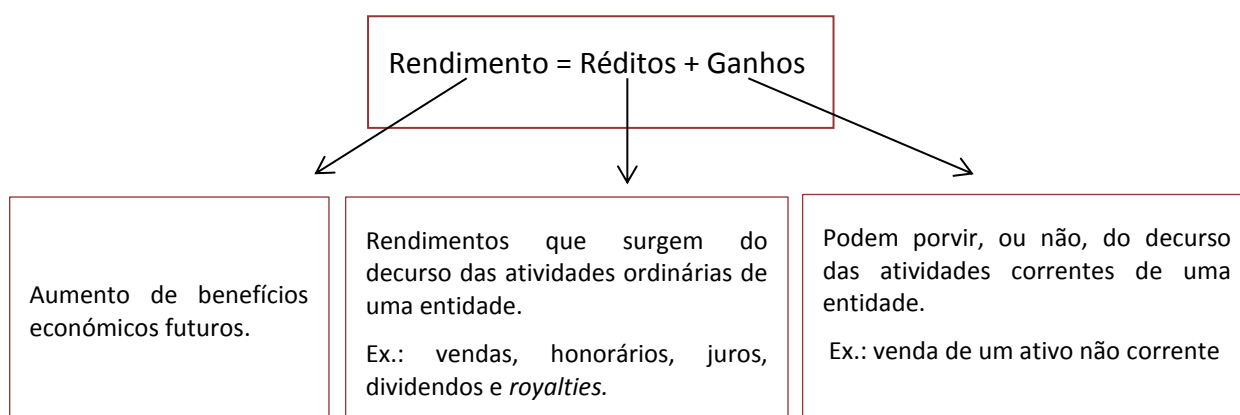 Rendimento = Réditos + Ganhos
Aumento de benefícios
económicos futuros.
Rendimentos que surgem do
decurso das atividades ordinárias de
uma entidade.
Ex.: vendas, honorários, juros,
dividendos e royalties.
Podem porvir, ou não, do decurso
das atividades correntes de uma
entidade.
Ex.: venda de um ativo não corrente